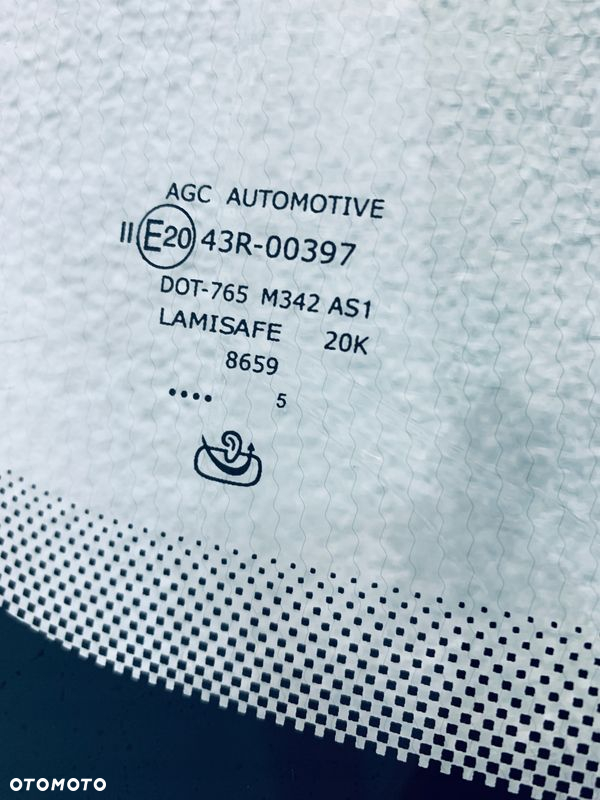 AGC AUTOMOTIVE
II E20 43R-00397
DOT-765 M342 AS1
LAMISAFE 20K
8659
.... 5
OTOMOTO